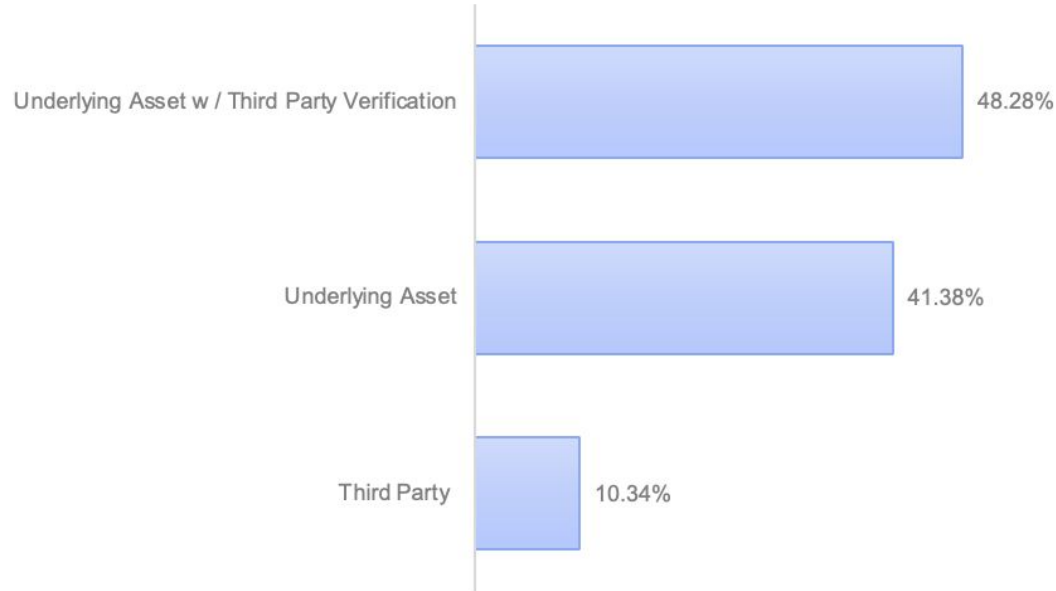 Underlying Asset w / Third Party Verification 48.28%
Underlying Asset 41.38%
Third Party 10.34%